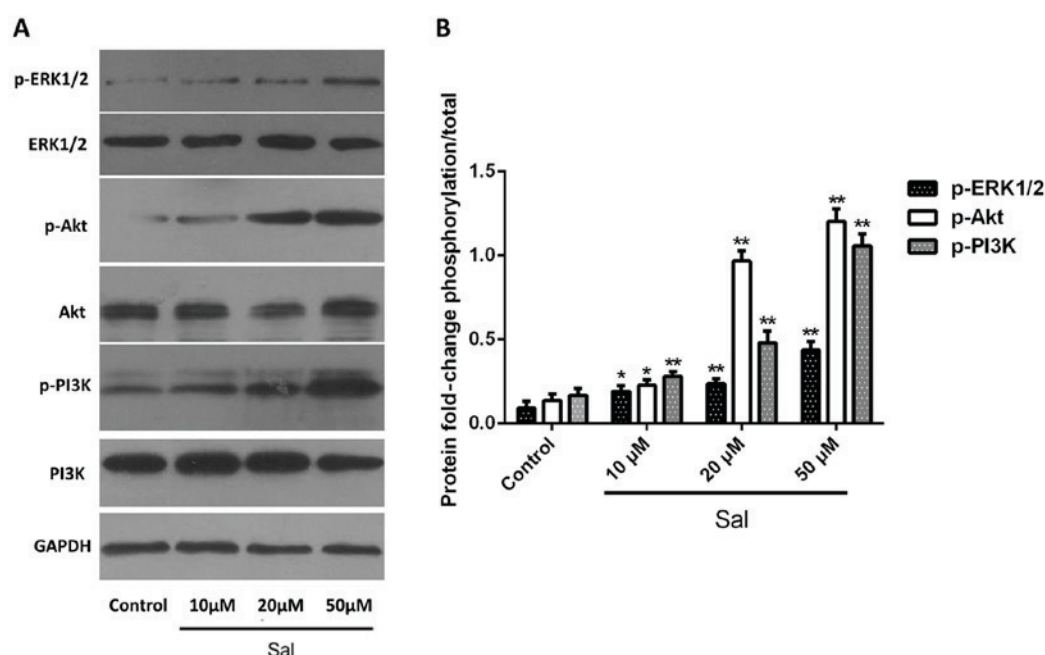 A
p-ERK1/2
ERK1/2
p-Akt
Akt
p-PI3K
PI3K
GAPDH
Control 10μM 20μM 50μM
Sal
B
Protein fold-change phosphorylation/total
1.5
1.0
0.5
0.0
* * **
** ** **
** ** **
Control
10 μM
20 μM
50 μM
Sal
p-ERK1/2
p-Akt
p-PI3K